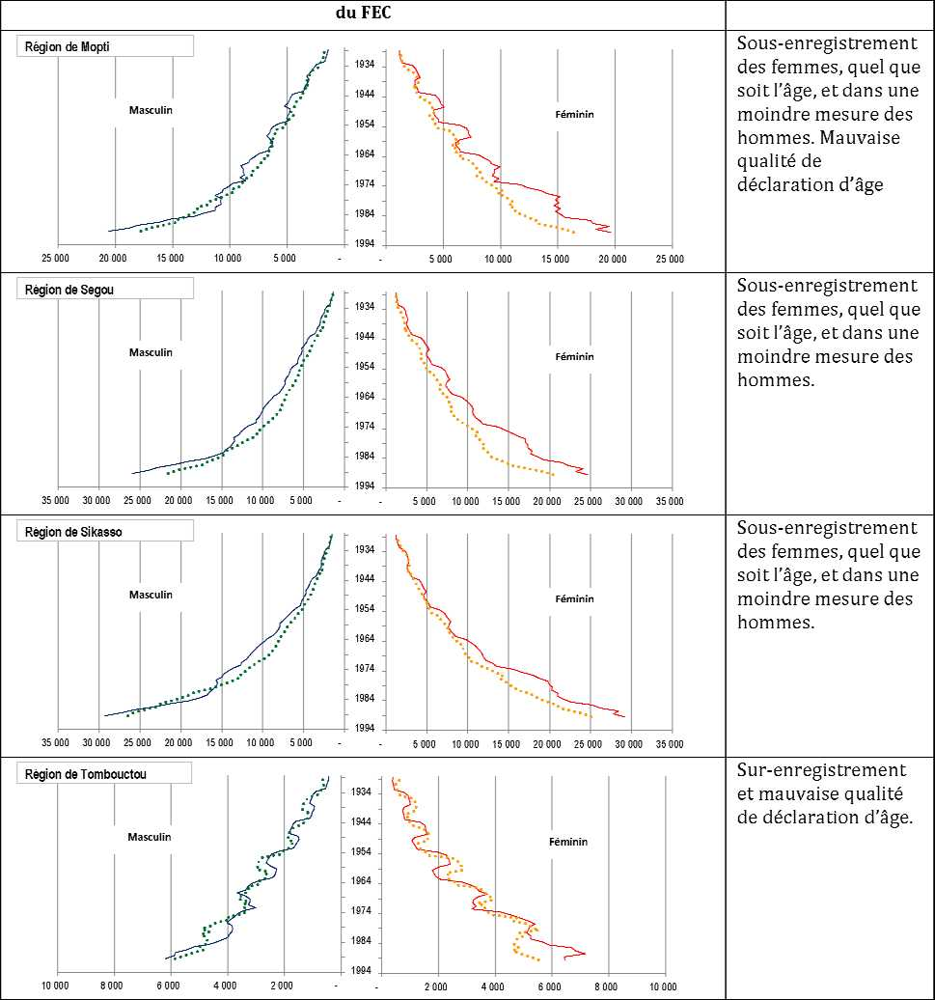 du FEC
Région de Mopti
Masculin
Féminin
1934
1944
1954
1964
1974
1984
1994
25 000 20 000 15 000 10 000 5 000 -
- 5 000 10 000 15 000 20 000 25 000
Sous-enregistrement
des femmes, quel que
soit l’âge, et dans une
moindre mesure des
hommes. Mauvaise
qualité de
déclaration d’âge
Région de Segou
Masculin
Féminin
1934
1944
1954
1964
1974
1984
1994
35 000 30 000 25 000 20 000 15 000 10 000 5 000 -
- 5 000 10 000 15 000 20 000 25 000 30 000 35 000
Sous-enregistrement
des femmes, quel que
soit l’âge, et dans une
moindre mesure des
hommes.
Région de Sikasso
Masculin
Féminin
1934
1944
1954
1964
1974
1984
1994
35 000 30 000 25 000 20 000 15 000 10 000 5 000 -
- 5 000 10 000 15 000 20 000 25 000 30 000 35 000
Sous-enregistrement
des femmes, quel que
soit l’âge, et dans une
moindre mesure des
hommes.
Région de Tombouctou
Masculin
Féminin
1934
1944
1954
1964
1974
1984
1994
10 000 8 000 6 000 4 000 2 000 -
- 2 000 4 000 6 000 8 000 10 000
Sur-enregistrement
et mauvaise qualité
de déclaration d’âge.